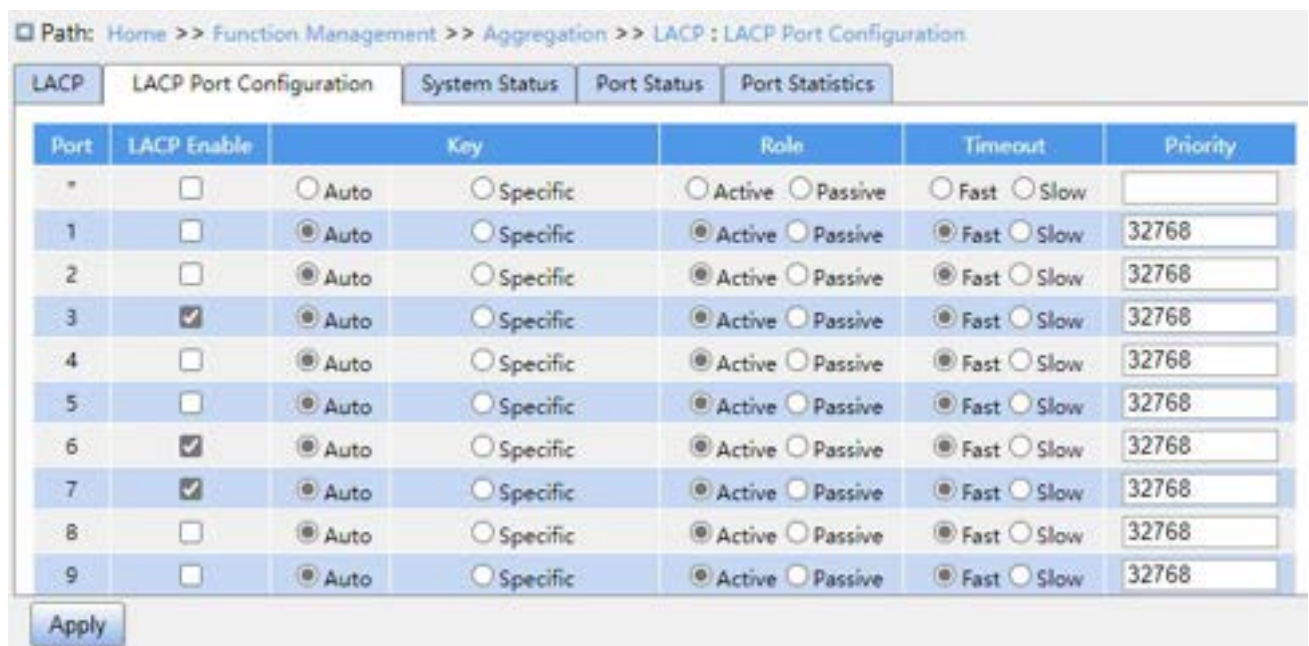 Path: Home >> Function Management >> Aggregation >> LACP : LACP Port Configuration
LACP LACP Port Configuration System Status Port Status Port Statistics
Port LACP Enable Key Role Timeout Priority
* Auto Specific Active Passive Fast Slow
1 Auto Specific Active Passive Fast Slow 32768
2 Auto Specific Active Passive Fast Slow 32768
3 Auto Specific Active Passive Fast Slow 32768
4 Auto Specific Active Passive Fast Slow 32768
5 Auto Specific Active Passive Fast Slow 32768
6 Auto Specific Active Passive Fast Slow 32768
7 Auto Specific Active Passive Fast Slow 32768
8 Auto Specific Active Passive Fast Slow 32768
9 Auto Specific Active Passive Fast Slow 32768
Apply